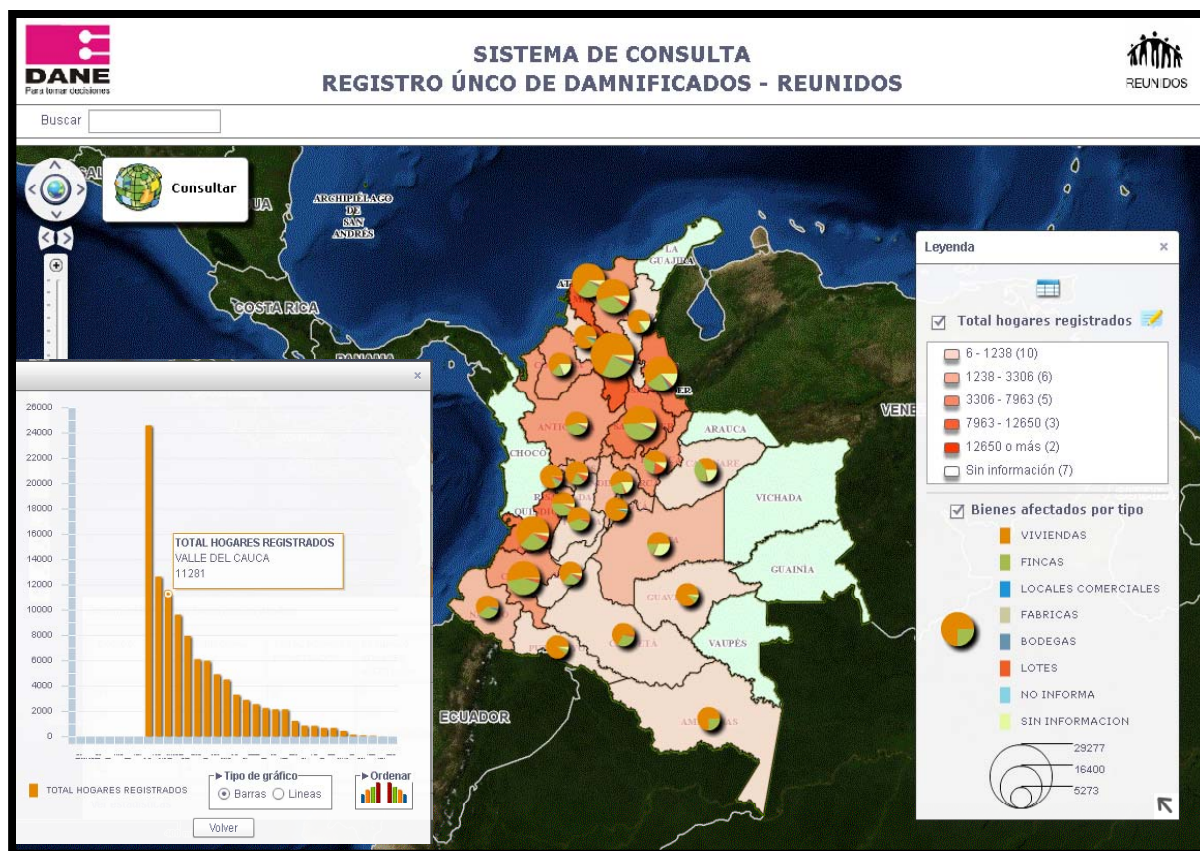 DANE
Para tomar decisiones
SISTEMA DE CONSULTA
REGISTRO ÚNCO DE DAMNIFICADOS - REUNIDOS
REUNIDOS
Buscar
Consultar
ARCHIPIÉLAGO
DE
SAN
ANDRÉS
COSTA RICA
PANAMA
LA
GUAJIRA
ARAUCA
CHOCÓ
VICHADA
GUAINÍA
VAUPÉS
ECUADOR
26000
24000
22000
20000
18000
16000
14000
12000
10000
8000
6000
4000
2000
0
TOTAL HOGARES REGISTRADOS
VALLE DEL CAUCA
11281
TOTAL HOGARES REGISTRADOS
Tipo de gráfico
Barras
Lineas
Ordenar
Volver
Leyenda
Total hogares registrados
6 - 1238 (10)
1238 - 3306 (6)
3306 - 7963 (5)
7963 - 12650 (3)
12650 o más (2)
Sin información (7)
Bienes afectados por tipo
VIVIENDAS
FINCAS
LOCALES COMERCIALES
FABRICAS
BODEGAS
LOTES
NO INFORMA
SIN INFORMACION
29277
16400
5273